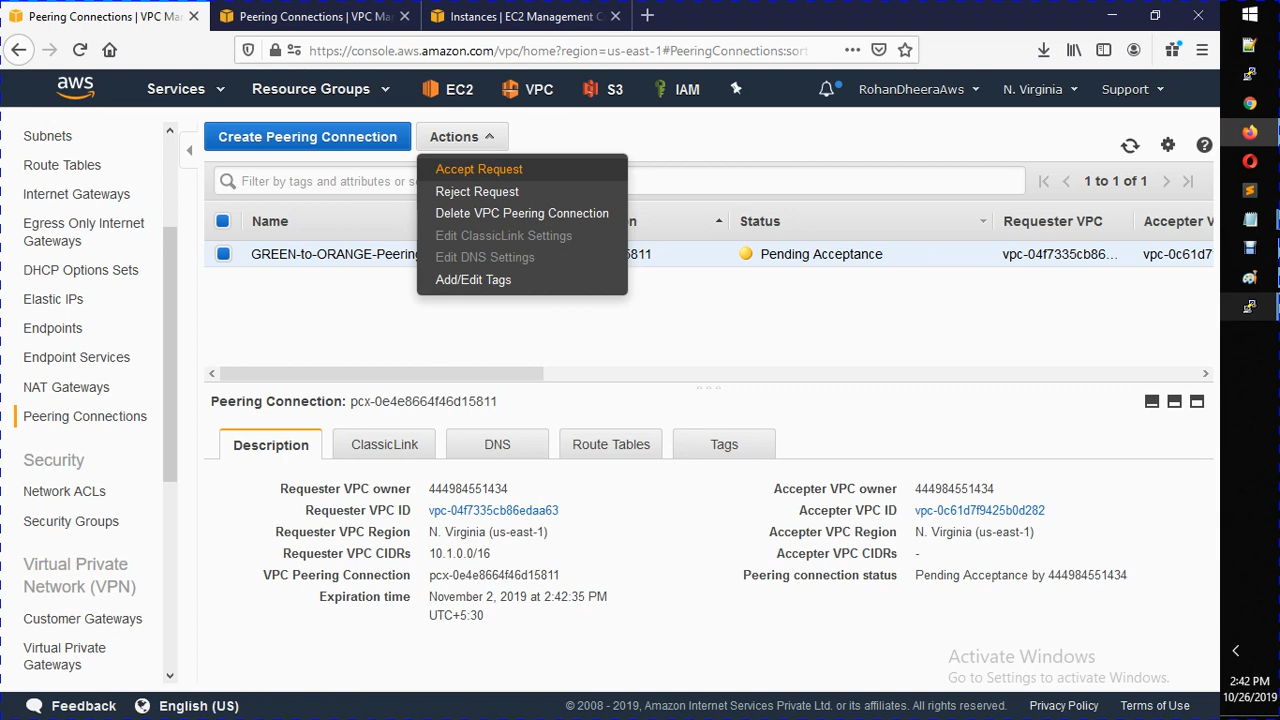 Peering Connections | VPC Ma
Peering Connections | VPC Ma
Instances | EC2 Management C
https://console.aws.amazon.com/vpc/home?region=us-east-1#PeeringConnections:sort
aws
Services
Resource Groups
EC2
VPC
S3
IAM
RohanDheeraAws
N. Virginia
Support
Subnets
Route Tables
Internet Gateways
Egress Only Internet
Gateways
DHCP Options Sets
Elastic IPs
Endpoints
Endpoint Services
NAT Gateways
Peering Connections
Security
Network ACLs
Security Groups
Virtual Private
Network (VPN)
Customer Gateways
Virtual Private
Gateways
Create Peering Connection
Actions
Accept Request
Reject Request
Delete VPC Peering Connection
Edit ClassicLink Settings
Edit DNS Settings
Add/Edit Tags
Filter by tags and attributes or se
1 to 1 of 1
Name
n
Status
Requester VPC
Accepter V
GREEN-to-ORANGE-Peering
5811
Pending Acceptance
vpc-04f7335cb86…
vpc-0c61d7
Peering Connection: pcx-0e4e8664f46d15811
Description
ClassicLink
DNS
Route Tables
Tags
Requester VPC owner 444984551434
Requester VPC ID vpc-04f7335cb86edaa63
Requester VPC Region N. Virginia (us-east-1)
Requester VPC CIDRs 10.1.0.0/16
VPC Peering Connection pcx-0e4e8664f46d15811
Expiration time November 2, 2019 at 2:42:35 PM
UTC+5:30
Accepter VPC owner 444984551434
Accepter VPC ID vpc-0c61d7f9425b0d282
Accepter VPC Region N. Virginia (us-east-1)
Accepter VPC CIDRs -
Peering connection status Pending Acceptance by 444984551434
Activate Windows
Go to Settings to activate Windows.
Feedback
English (US)
© 2008 - 2019, Amazon Internet Services Private Ltd. or its affiliates. All rights reserved.
Privacy Policy
Terms of Use
2:42 PM
10/26/2019